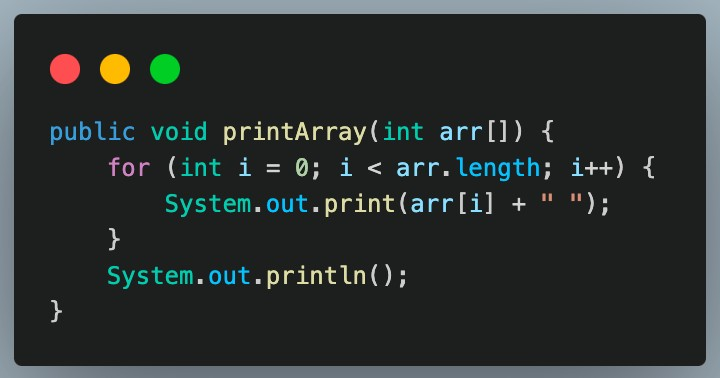 public void printArray(int arr[]) {
    for (int i = 0; i < arr.length; i++) {
        System.out.print(arr[i] + " ");
    }
    System.out.println();
}